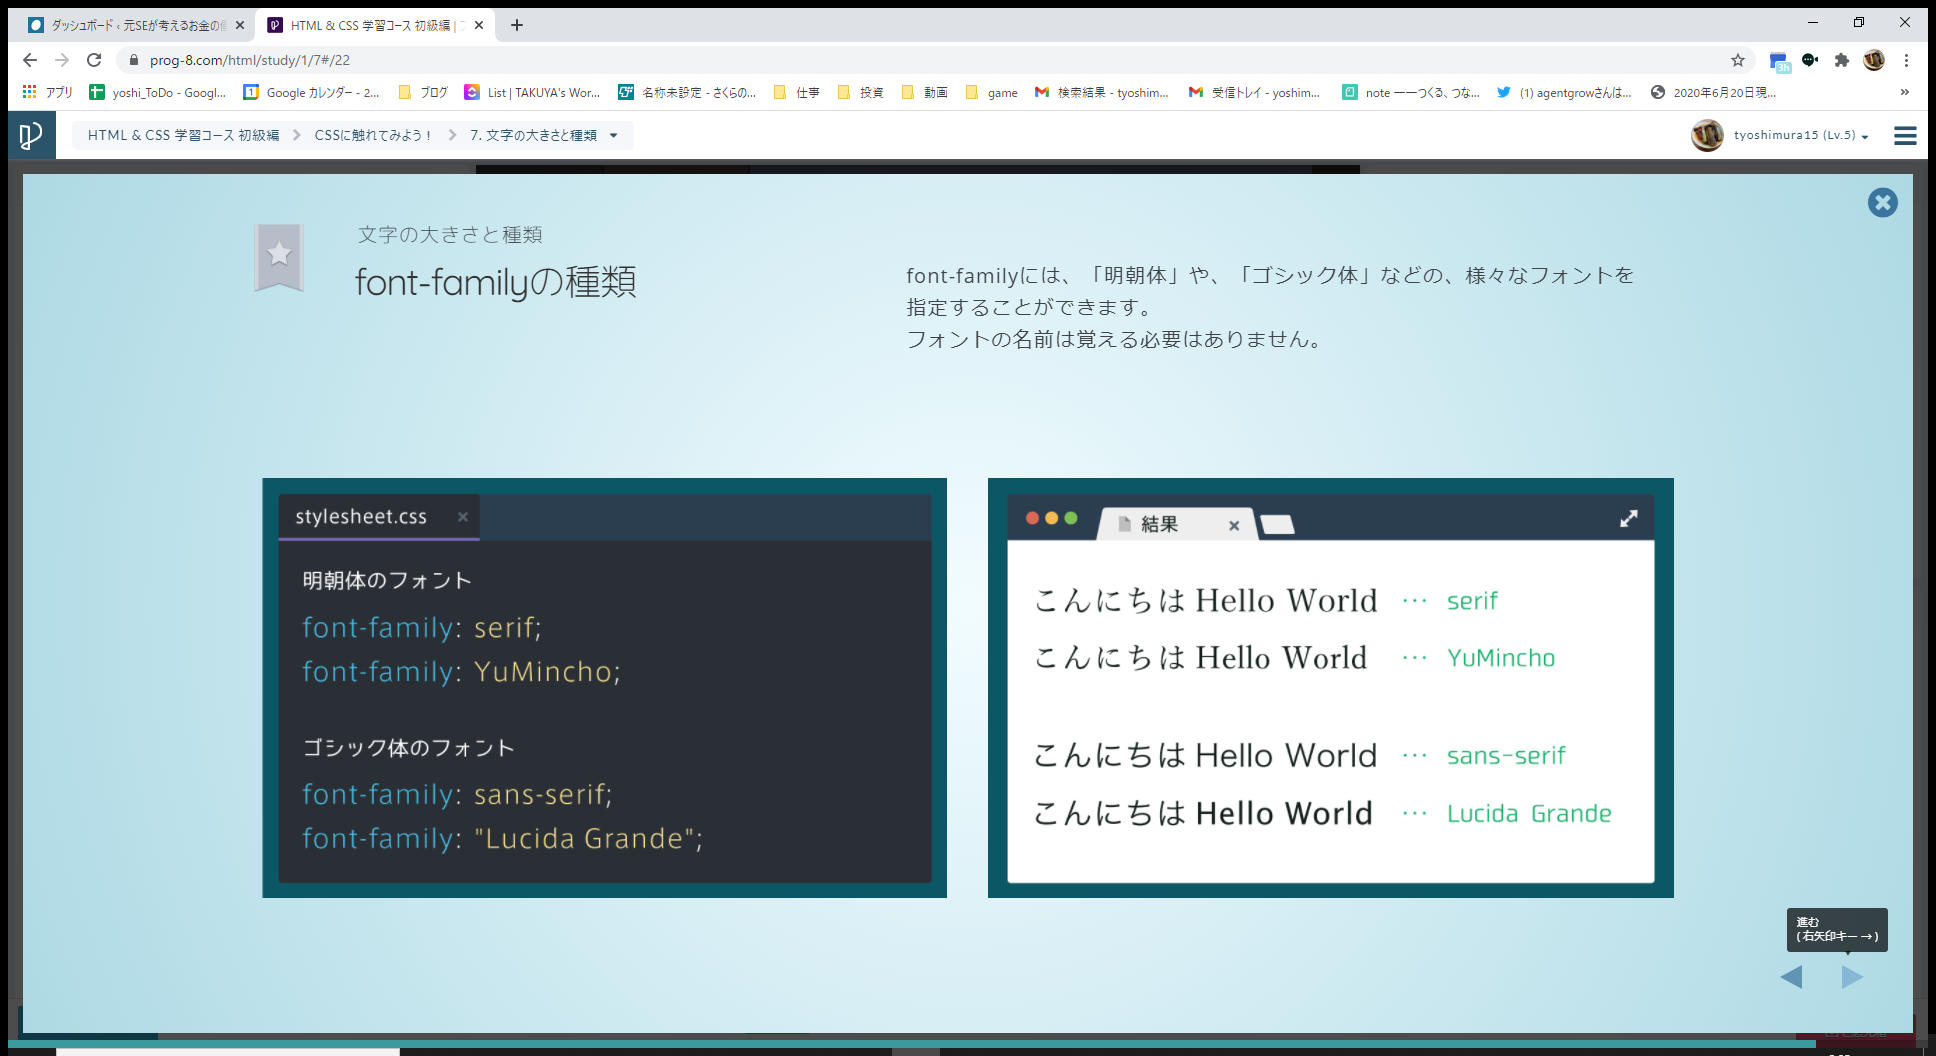 ダッシュボード ‹ 元SEが考えるお金の
HTML & CSS 学習コース 初級編 |
prog-8.com/html/study/1/7#/22
3h
アプリ
yoshi_ToDo - Googl...
Google カレンダー - 2...
ブログ
List | TAKUYA's Wor...
名称未設定 - さくらの...
仕事
投資
動画
game
検索結果 - tyoshim...
受信トレイ - yoshim...
note ーーつくる、つな...
(1) agentgrowさんは...
2020年6月20日現...
»
HTML & CSS 学習コース 初級編
CSSに触れてみよう！
7. 文字の大きさと種類
tyoshimura15 (Lv.5)
文字の大きさと種類
font-familyの種類
font-familyには、「明朝体」や、「ゴシック体」などの、様々なフォントを
指定することができます。
フォントの名前は覚える必要はありません。
stylesheet.css
明朝体のフォント
font-family: serif;
font-family: YuMincho;
ゴシック体のフォント
font-family: sans-serif;
font-family: "Lucida Grande";
結果
こんにちは Hello World … serif
こんにちは Hello World … YuMincho
こんにちは Hello World … sans-serif
こんにちは Hello World … Lucida Grande
進む
(右矢印キー→)